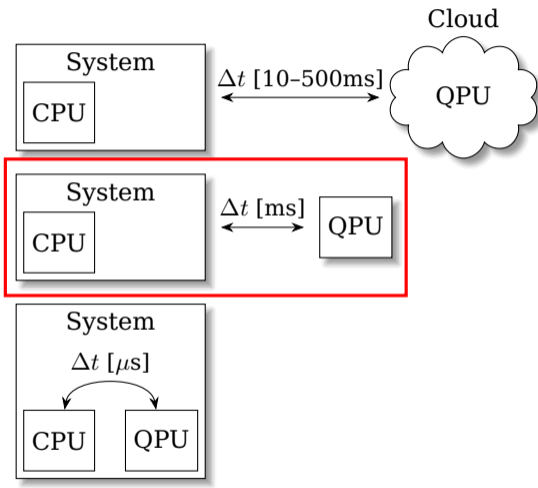 Cloud
System
CPU
Δt [10–500ms]
QPU
System
CPU
Δt [ms]
QPU
System
Δt [μs]
CPU
QPU